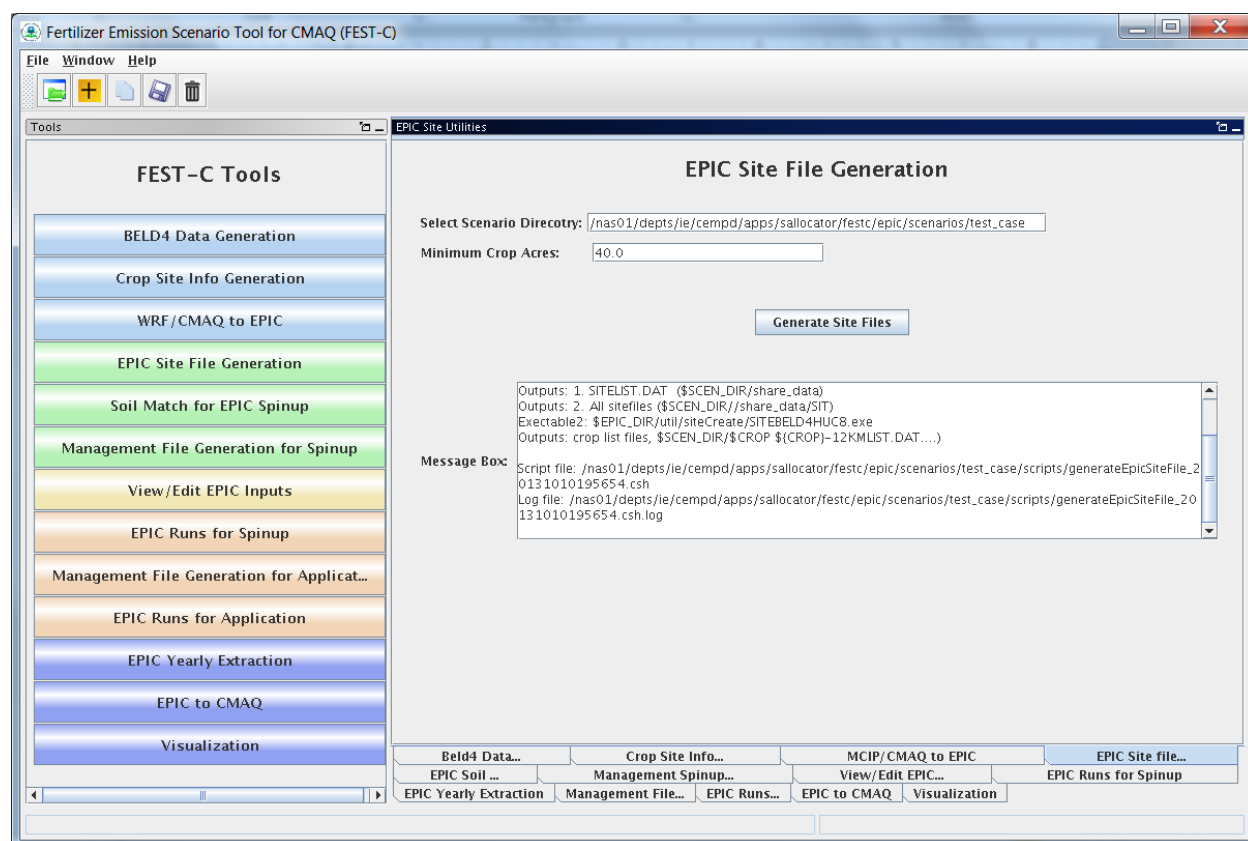 Fertilizer Emission Scenario Tool for CMAQ (FEST-C)
File Window Help
Tools
EPIC Site Utilities
FEST-C Tools
BELD4 Data Generation
Crop Site Info Generation
WRF/CMAQ to EPIC
EPIC Site File Generation
Soil Match for EPIC Spinup
Management File Generation for Spinup
View/Edit EPIC Inputs
EPIC Runs for Spinup
Management File Generation for Applicat...
EPIC Runs for Application
EPIC Yearly Extraction
EPIC to CMAQ
Visualization
EPIC Site File Generation
Select Scenario Direcotry: /nas01/depts/ie/cempd/apps/sallocator/festc/epic/scenarios/test_case
Minimum Crop Acres: 40.0
Generate Site Files
Message Box:
Outputs: 1. SITELIST.DAT ($SCEN_DIR/share_data)
Outputs: 2. All sitefiles ($SCEN_DIR//share_data/SIT)
Exectable2: $EPIC_DIR/util/siteCreate/SITEBELD4HUC8.exe
Outputs: crop list files, $SCEN_DIR/$CROP ${CROP}-12KMLIST.DAT....)
Script file: /nas01/depts/ie/cempd/apps/sallocator/festc/epic/scenarios/test_case/scripts/generateEpicSiteFile_2
0131010195654.csh
Log file: /nas01/depts/ie/cempd/apps/sallocator/festc/epic/scenarios/test_case/scripts/generateEpicSiteFile_20
131010195654.csh.log
Beld4 Data... Crop Site Info... MCIP/CMAQ to EPIC EPIC Site file...
EPIC Soil ... Management Spinup... View/Edit EPIC... EPIC Runs for Spinup
EPIC Yearly Extraction Management File... EPIC Runs... EPIC to CMAQ Visualization